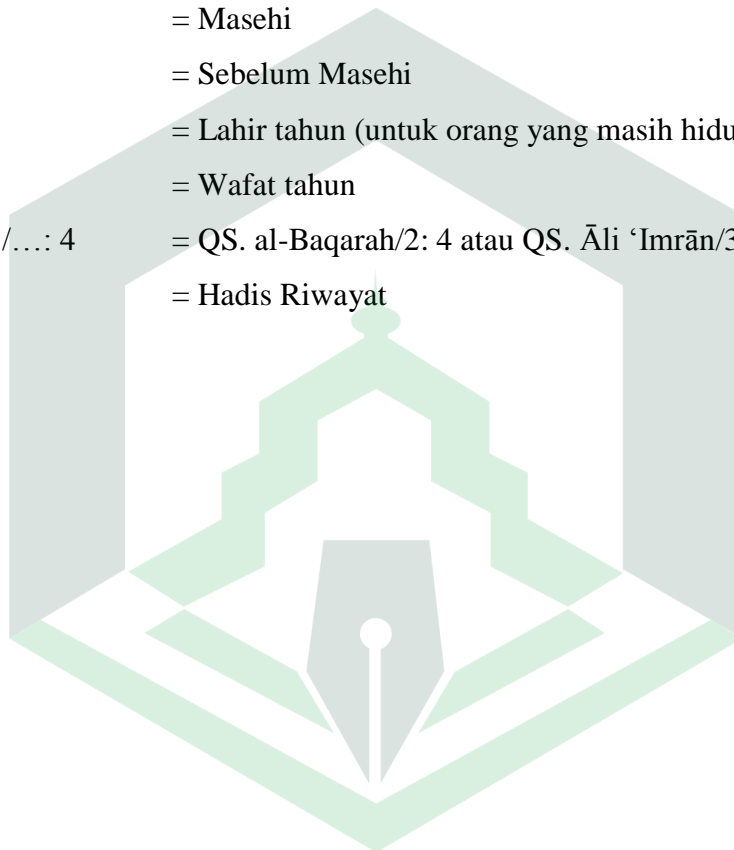 = Masehi
= Sebelum Masehi
= Lahir tahun (untuk orang yang masih hidu
= Wafat tahun
/…: 4 = QS. al-Baqarah/2: 4 atau QS. Āli ‘Imrān/3
= Hadis Riwayat